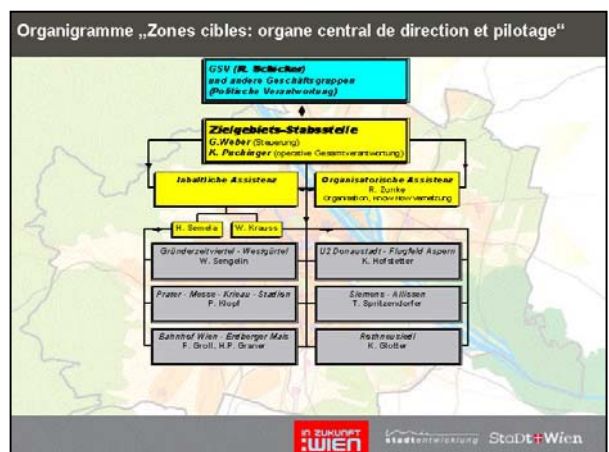 Organigramme „Zones cibles: organe central de direction et pilotage“
GSV (R. Schicker)
und andere Geschäftsgruppen
(Politische Verantwortung)
Zielgebiets-Stabsstelle
G.Weber (Steuerung)
K. Puchinger (operative Gesamtverantwortung)
Inhaltliche Assistenz
Organisatorische Assistenz
R. Zunke
Organisation, Know How Vernetzung
H. Semela
W. Krauss
Gründerzeitviertel - Westgürtel
W. Sengelin
U2 Donaustadt - Flugfeld Aspern
K. Hofstetter
Prater - Messe - Krieau - Stadion
P. Klopf
Siemens - Allissen
T. Spritzendorfer
Bahnhof Wien - Erdberger Mais
F. Groll, H.P. Graner
Rothneusiedl
K. Glotter
IN ZUKUNFT
WIEN
stadtentwicklung
StaDt Wien